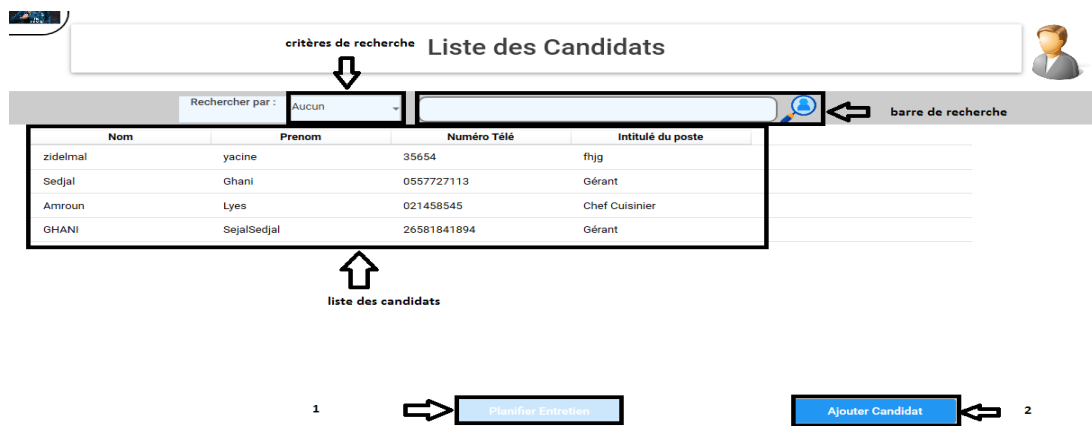 critères de recherche
Liste des Candidats
Rechercher par :
Aucun
barre de recherche
Nom Prenom Numéro Télé Intitulé du poste
zidelmal yacine 35654 fhjg
Sedjal Ghani 0557727113 Gérant
Amroun Lyes 021458545 Chef Cuisinier
GHANI SejalSedjal 26581841894 Gérant
liste des candidats
1 Planifier Entretien Ajouter Candidat 2